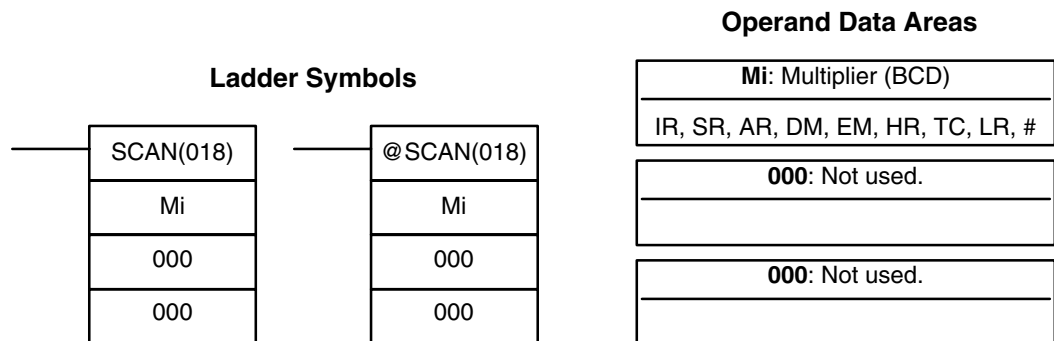 Ladder Symbols
SCAN(018)
Mi
000
000
@SCAN(018)
Mi
000
000
Operand Data Areas
Mi: Multiplier (BCD)
IR, SR, AR, DM, EM, HR, TC, LR, #
000: Not used.
000: Not used.